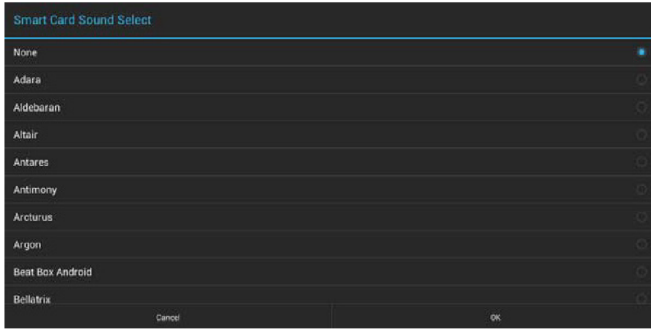 Smart Card Sound Select
None
Adara
Aldebaran
Altair
Antares
Antimony
Arcturus
Argon
Beat Box Android
Bellatrix
Cancel OK